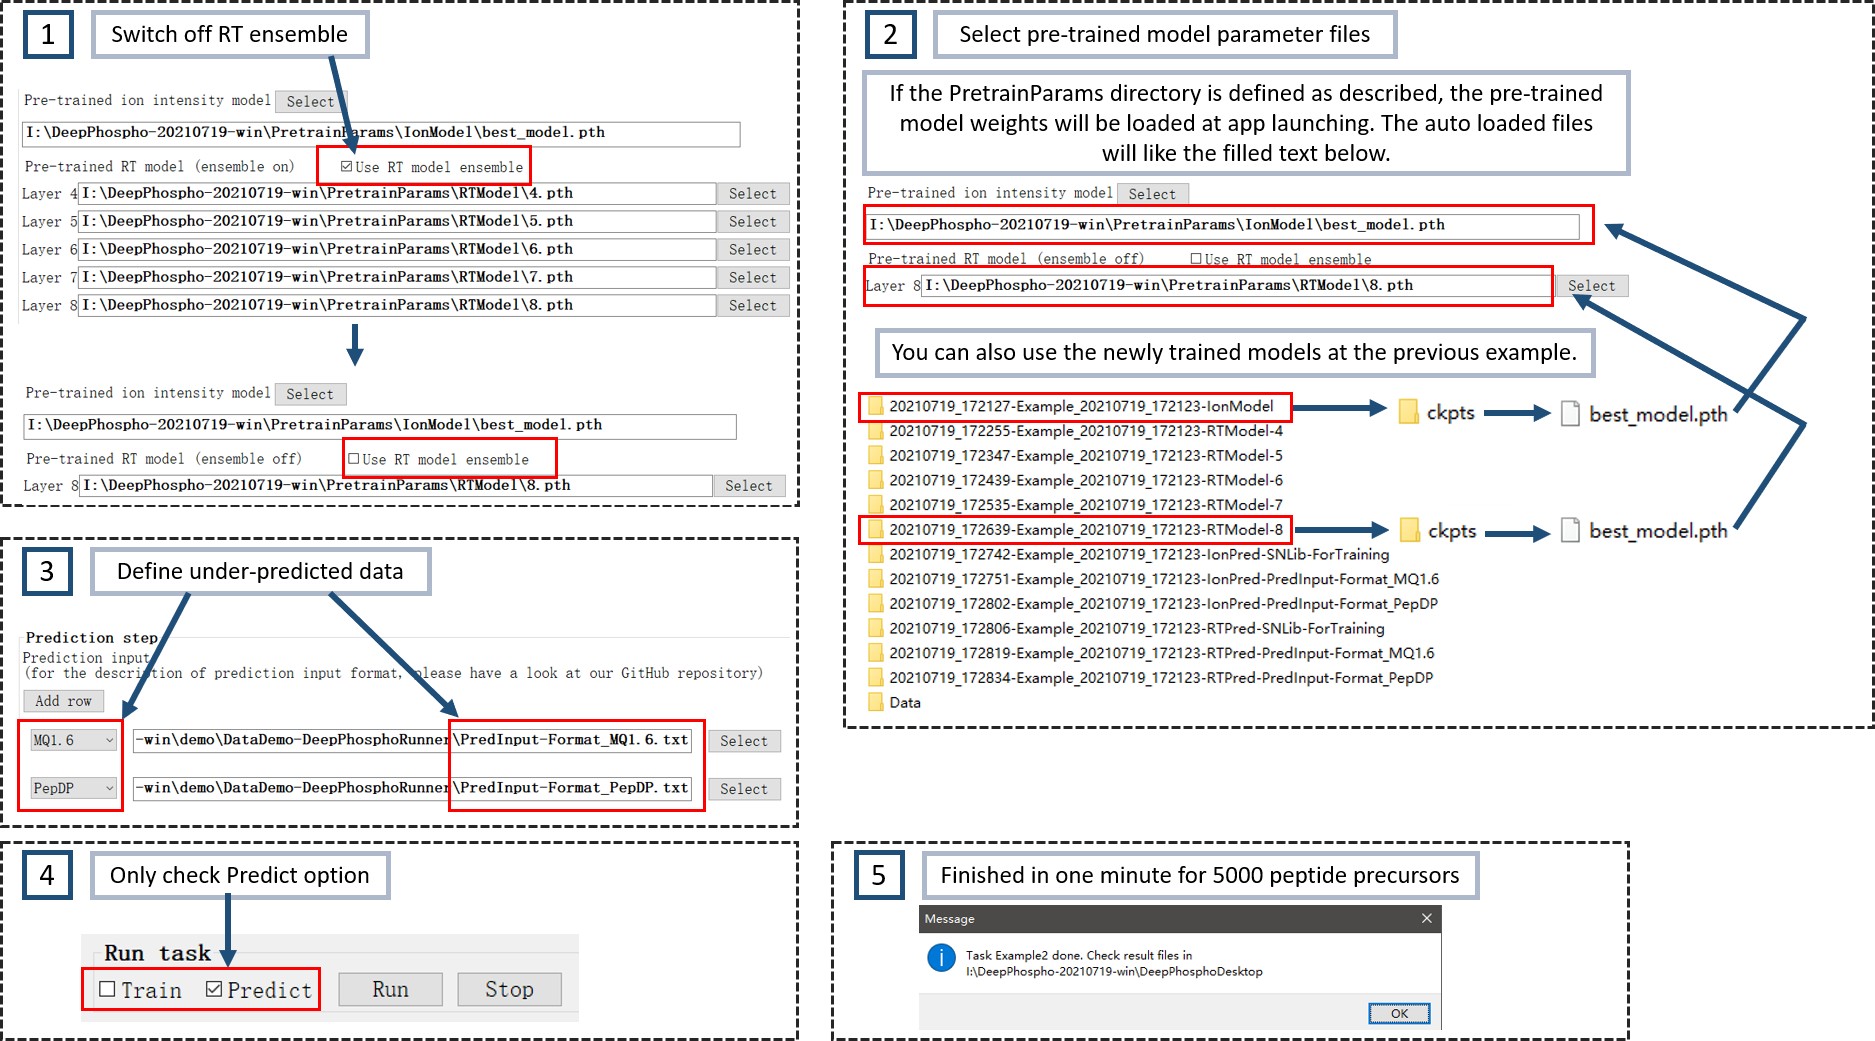 1
Switch off RT ensemble
Pre-trained ion intensity model Select
I:\DeepPhospho-20210719-win\PretrainParams\IonModel\best_model.pth
Pre-trained RT model (ensemble on) Use RT model ensemble
Layer 4 I:\DeepPhospho-20210719-win\PretrainParams\RTModel\4.pth Select
Layer 5 I:\DeepPhospho-20210719-win\PretrainParams\RTModel\5.pth Select
Layer 6 I:\DeepPhospho-20210719-win\PretrainParams\RTModel\6.pth Select
Layer 7 I:\DeepPhospho-20210719-win\PretrainParams\RTModel\7.pth Select
Layer 8 I:\DeepPhospho-20210719-win\PretrainParams\RTModel\8.pth Select
Pre-trained ion intensity model Select
I:\DeepPhospho-20210719-win\PretrainParams\IonModel\best_model.pth
Pre-trained RT model (ensemble off) Use RT model ensemble
Layer 8 I:\DeepPhospho-20210719-win\PretrainParams\RTModel\8.pth Select
2
Select pre-trained model parameter files
If the PretrainParams directory is defined as described, the pre-trained
model weights will be loaded at app launching. The auto loaded files
will like the filled text below.
Pre-trained ion intensity model Select
I:\DeepPhospho-20210719-win\PretrainParams\IonModel\best_model.pth
Pre-trained RT model (ensemble off) Use RT model ensemble
Layer 8 I:\DeepPhospho-20210719-win\PretrainParams\RTModel\8.pth Select
You can also use the newly trained models at the previous example.
20210719_172127-Example_20210719_172123-IonModel ckpts best_model.pth
20210719_172255-Example_20210719_172123-RTModel-4
20210719_172347-Example_20210719_172123-RTModel-5
20210719_172439-Example_20210719_172123-RTModel-6
20210719_172535-Example_20210719_172123-RTModel-7
20210719_172639-Example_20210719_172123-RTModel-8 ckpts best_model.pth
20210719_172742-Example_20210719_172123-IonPred-SNLib-ForTraining
20210719_172751-Example_20210719_172123-IonPred-PredInput-Format_MQ1.6
20210719_172802-Example_20210719_172123-IonPred-PredInput-Format_PepDP
20210719_172806-Example_20210719_172123-RTPred-SNLib-ForTraining
20210719_172819-Example_20210719_172123-RTPred-PredInput-Format_MQ1.6
20210719_172834-Example_20210719_172123-RTPred-PredInput-Format_PepDP
Data
3
Define under-predicted data
Prediction step
Prediction input
(for the description of prediction input format, please have a look at our GitHub repository)
Add row
MQ1.6 -win\demo\DataDemo-DeepPhosphoRunner\PredInput-Format_MQ1.6.txt Select
PepDP -win\demo\DataDemo-DeepPhosphoRunner\PredInput-Format_PepDP.txt Select
4
Only check Predict option
Run task
Train Predict Run Stop
5
Finished in one minute for 5000 peptide precursors
Message
Task Example2 done. Check result files in
I:\DeepPhospho-20210719-win\DeepPhosphoDesktop
OK